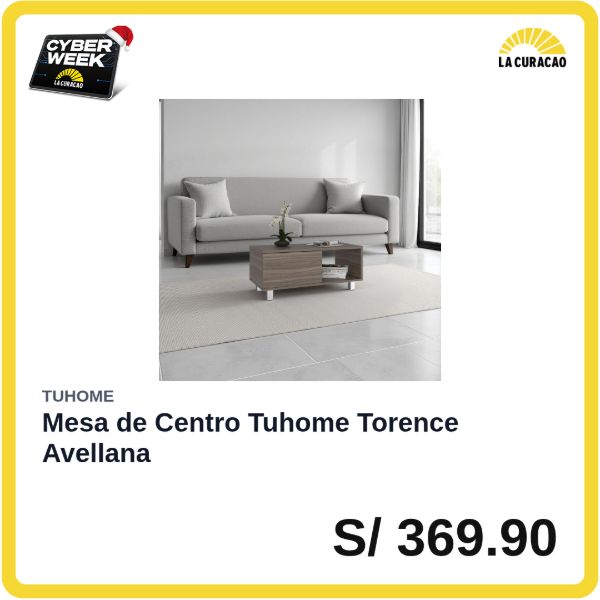 CYBER
WEEK
LA CURACAO
LA CURACAO
TUHOME
Mesa de Centro Tuhome Torence
Avellana
S/ 369.90